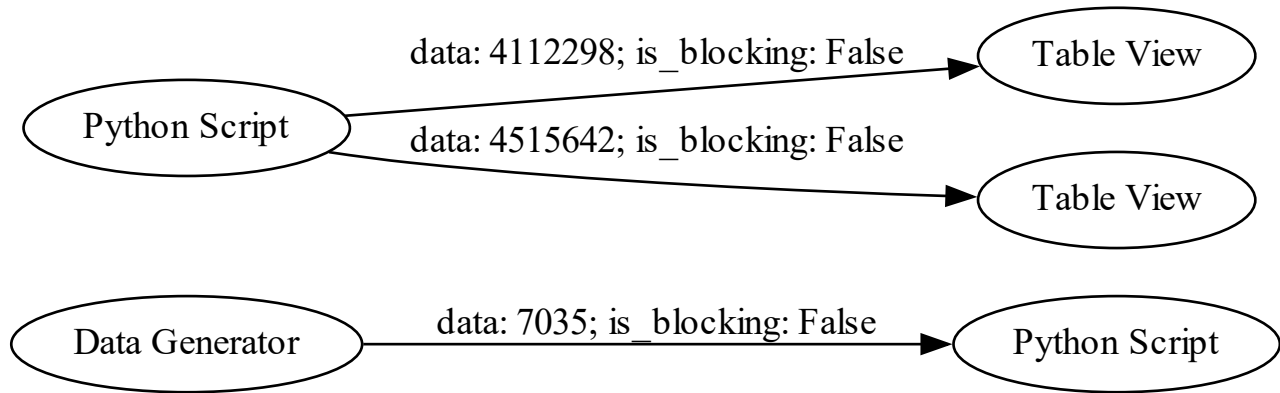 data: 4112298; is_blocking: False
Table View
Python Script
data: 4515642; is_blocking: False
Table View
data: 7035; is_blocking: False
Data Generator
Python Script